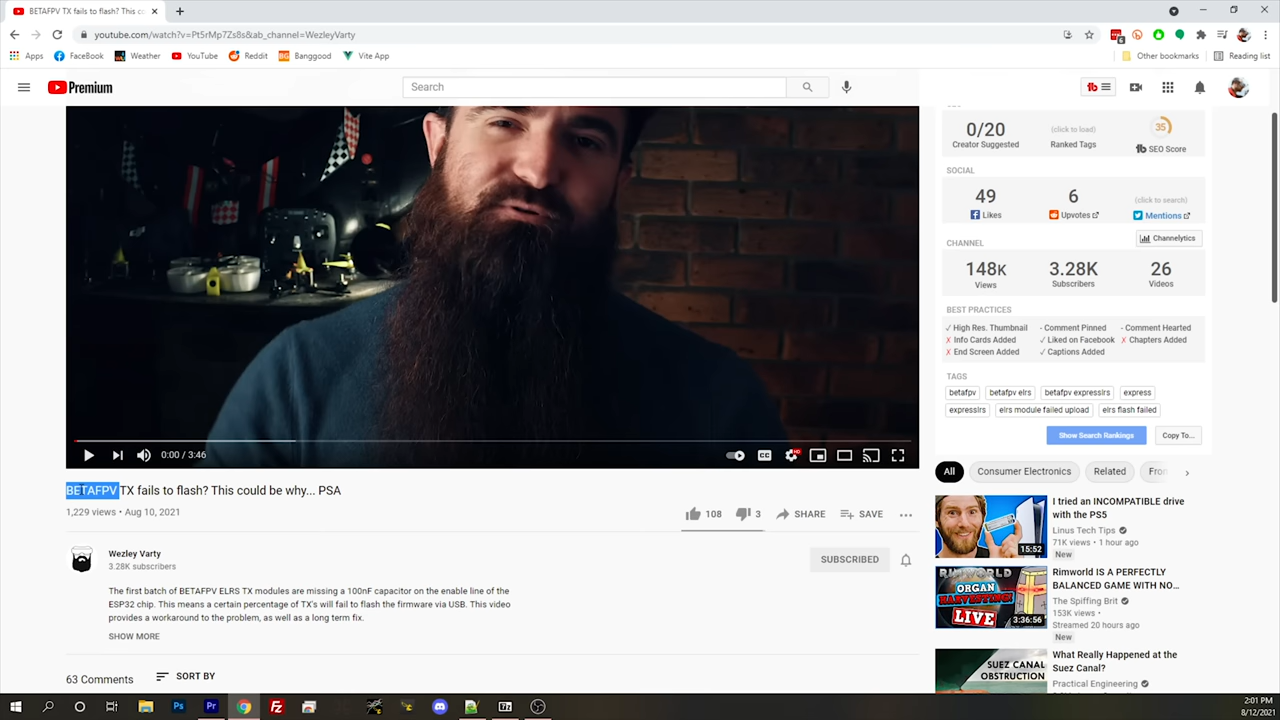 BETAFPV TX fails to flash? This co
youtube.com/watch?v=Pt5rMp7Zs8s&ab_channel=WezleyVarty
Apps FaceBook Weather YouTube Reddit Banggood Vite App Other bookmarks Reading list
Premium Search
0/20 (click to load) 35
Creator Suggested Ranked Tags SEO Score
SOCIAL
49 6 (click to search)
Likes Upvotes Mentions
CHANNEL Channelytics
148K 3.28K 26
Views Subscribers Videos
BEST PRACTICES
✓ High Res. Thumbnail - Comment Pinned - Comment Hearted
✗ Info Cards Added ✓ Liked on Facebook ✗ Chapters Added
✗ End Screen Added ✓ Captions Added
TAGS
betafpv betafpv elrs betafpv expresslrs express
expresslrs elrs module failed upload elrs flash failed
Show Search Rankings Copy To...
0:00 / 3:46
BETAFPV TX fails to flash? This could be why... PSA
1,229 views • Aug 10, 2021
108 3 SHARE SAVE
Wezley Varty
3.28K subscribers
SUBSCRIBED
The first batch of BETAFPV ELRS TX modules are missing a 100nF capacitor on the enable line of the
ESP32 chip. This means a certain percentage of TX's will fail to flash the firmware via USB. This video
provides a workaround to the problem, as well as a long term fix.
SHOW MORE
63 Comments SORT BY
All Consumer Electronics Related Fron
I tried an INCOMPATIBLE drive
with the PS5
Linus Tech Tips
71K views • 1 hour ago
New
15:52
Rimworld IS A PERFECTLY
BALANCED GAME WITH NO...
The Spiffing Brit
153K views •
Streamed 20 hours ago
New
RIMWORLD
ORGAN
HARVESTING
LIVE
3:36:56
What Really Happened at the
Suez Canal?
Practical Engineering
SUEZ CANAL
OBSTRUCTION
2:01 PM
8/12/2021